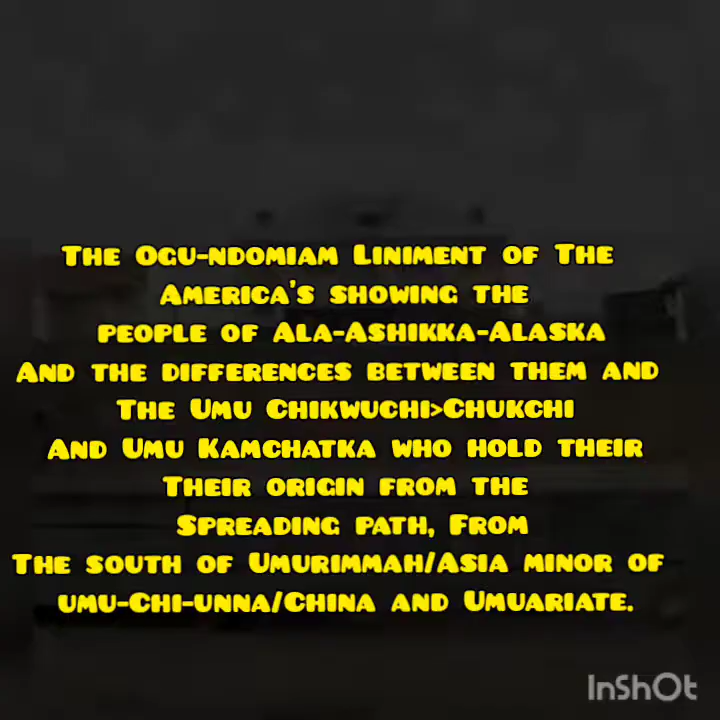 The Ogu-ndomiam Liniment of The
America's showing the
people of Ala-Ashikka-Alaska
And the differences between them and
The Umu Chikwuchi>Chukchi
And Umu Kamchatka who hold their
Their origin from the
Spreading path, From
The south of Umurimmah/Asia minor of
umu-Chi-unna/China and Umuariate.
InShOt